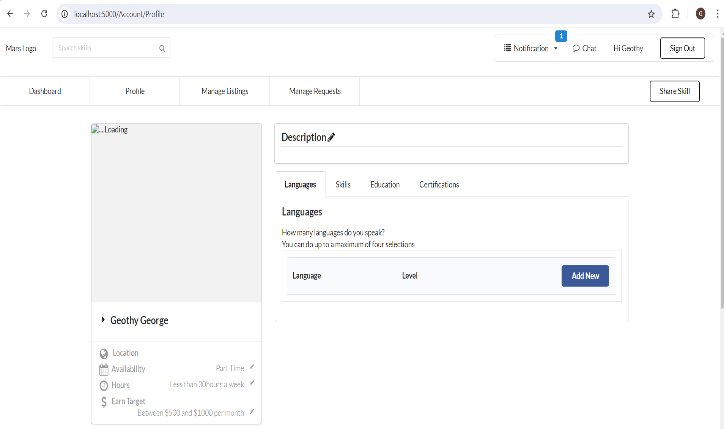 localhost:5000//Account/Profile
G
Mars Logo
Search skills
1
Notification
Chat
Hi Geothy
Sign Out
Dashboard
Profile
Manage Listings
Manage Requests
Share Skill
...Loading
Description
Languages
Skills
Education
Certifications
Languages
How many languages do you speak?
You can do up to a maximum of four selections
Language
Level
Add New
Geothy George
Location
Availability
Part Time
Hours
Less than 30hours a week
Earn Target
Between $500 and $1000 per month